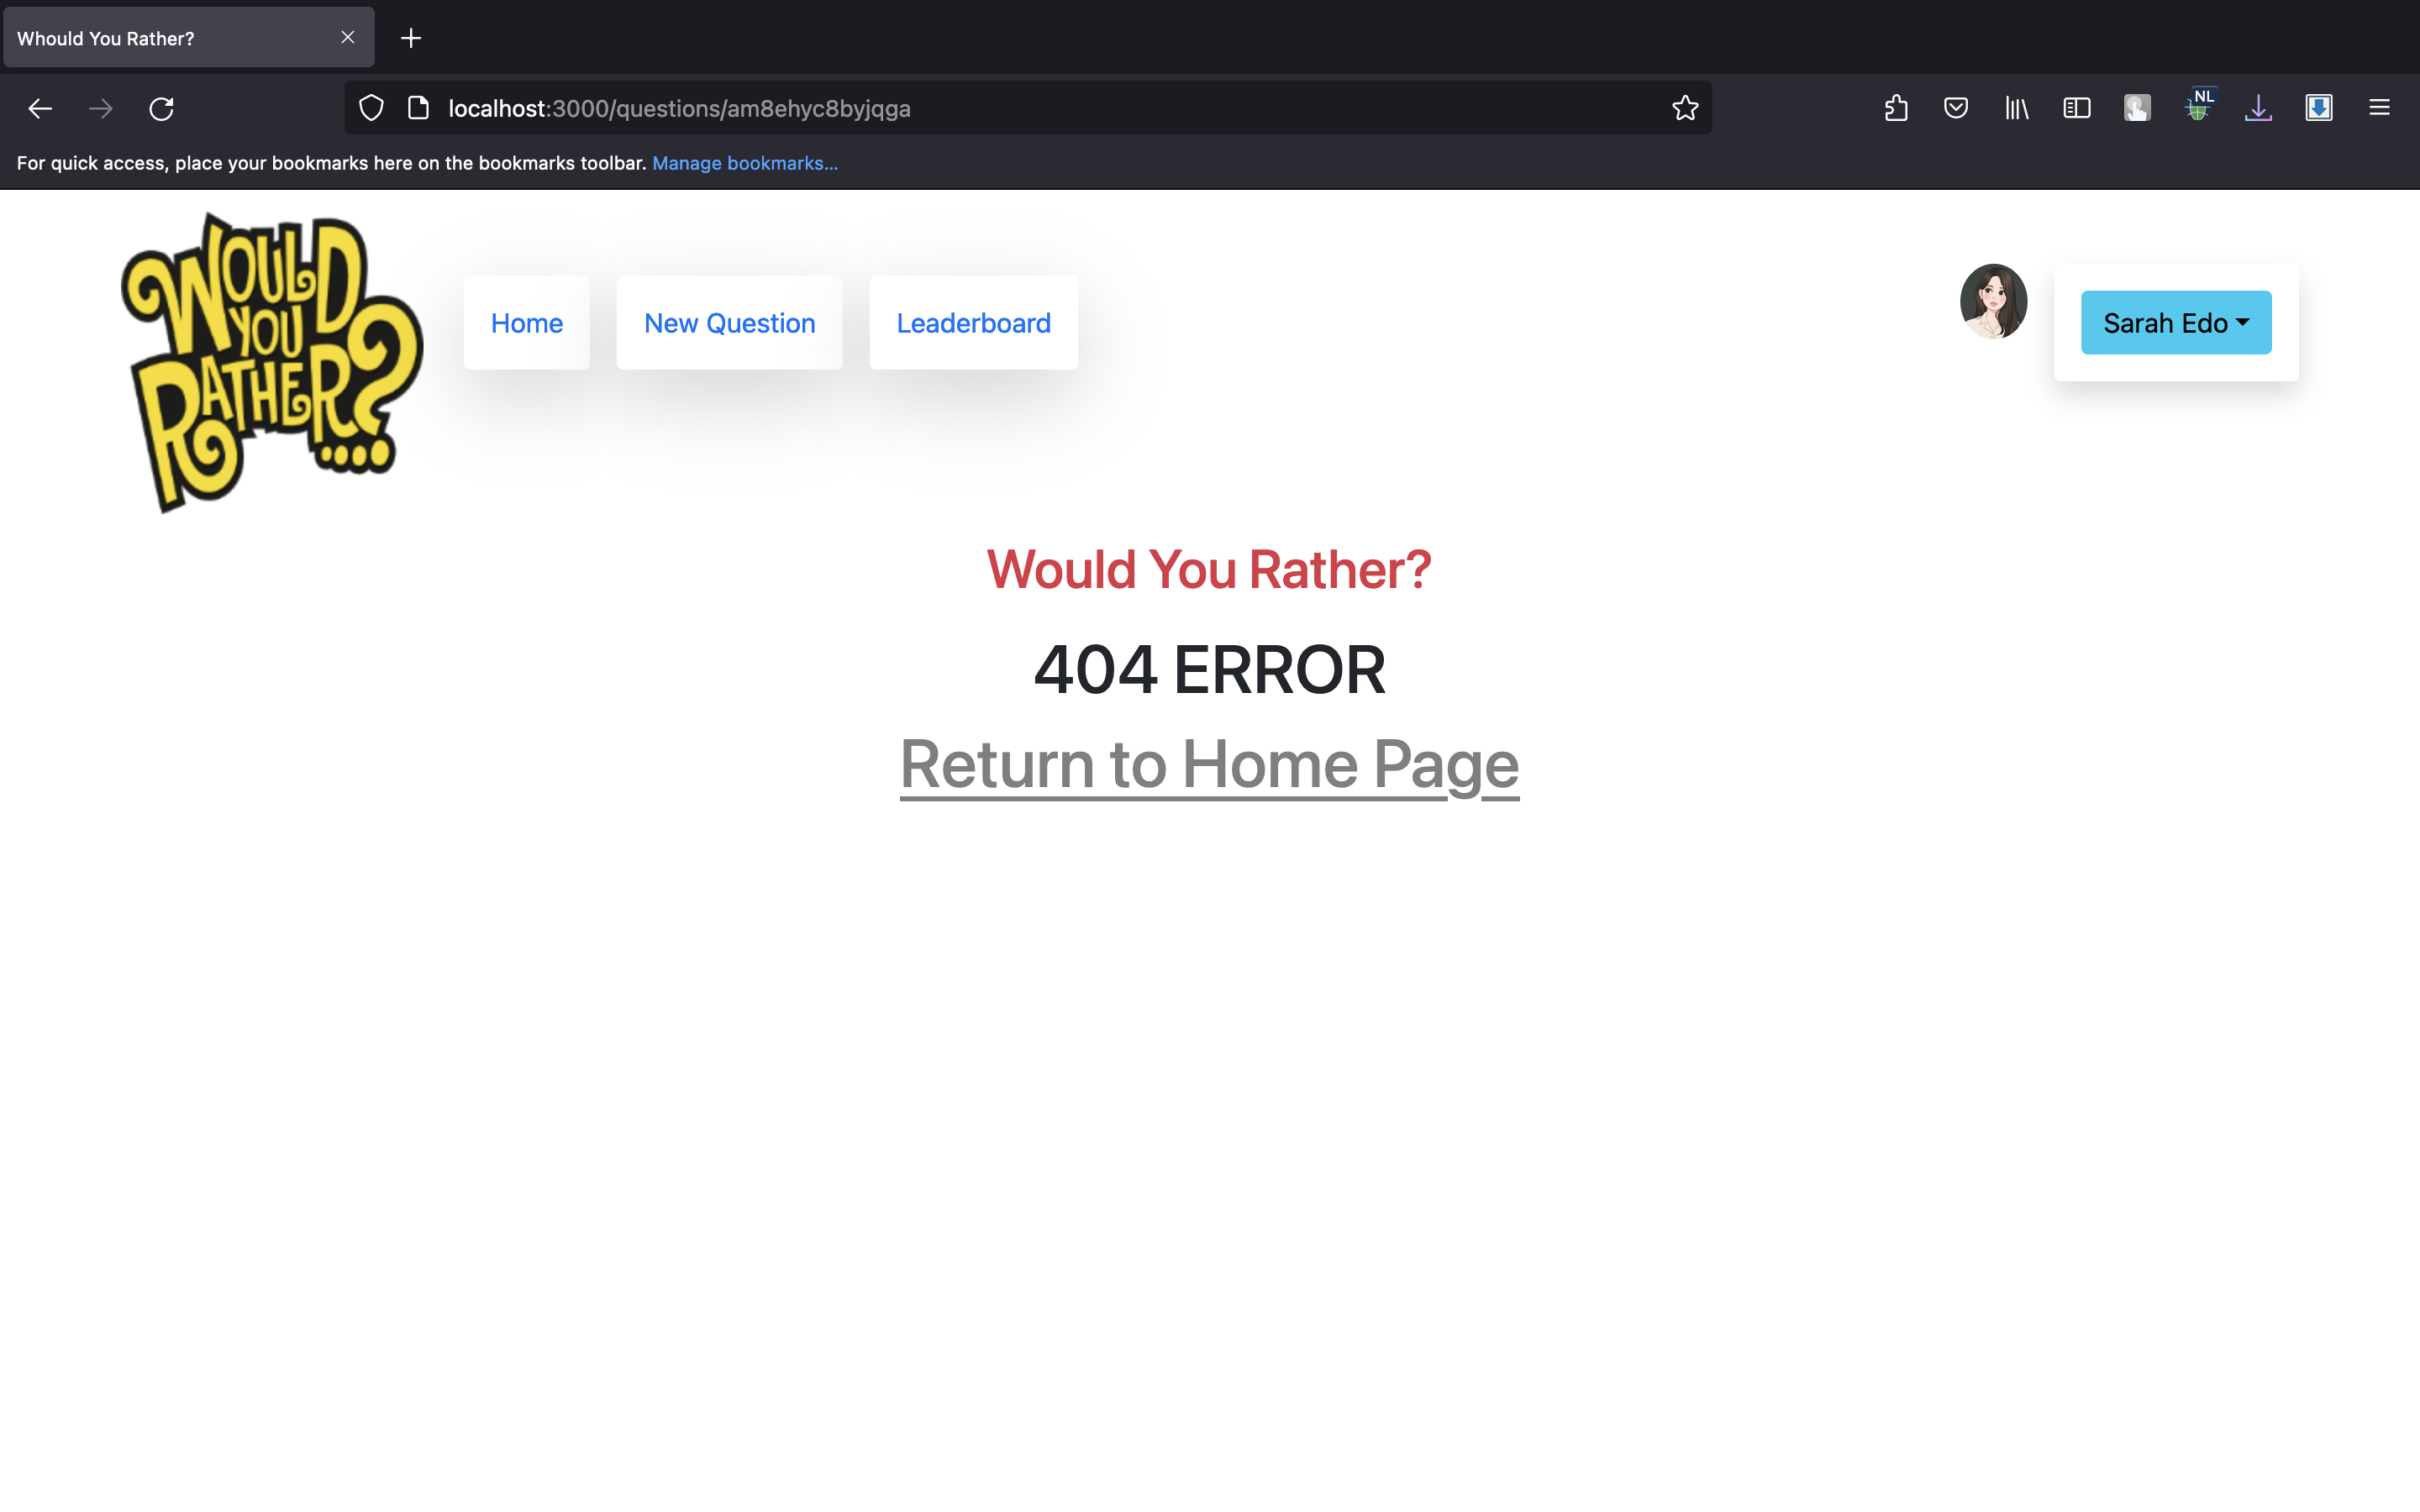 Whould You Rather?
localhost:3000/questions/am8ehyc8byjqga
NL
For quick access, place your bookmarks here on the bookmarks toolbar. Manage bookmarks...
WOULD
YOU
RATHER...?
Home
New Question
Leaderboard
Sarah Edo
Would You Rather?
404 ERROR
Return to Home Page